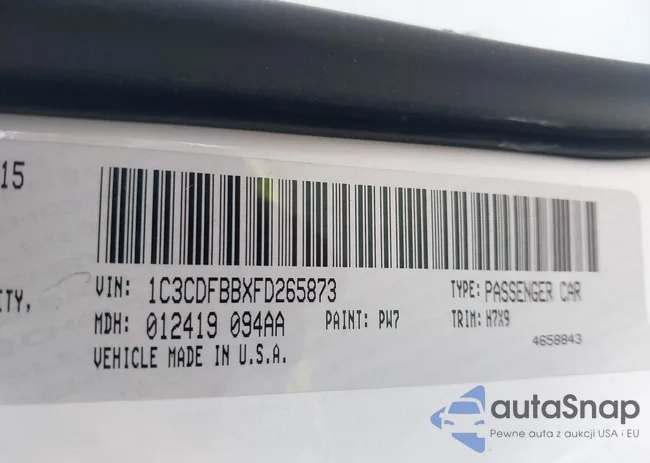 15
ITY,
VIN: 1C3CDFBBXFD265873
TYPE: PASSENGER CAR
MDH: 012419 094AA
PAINT: PW7
TRIM: H7X9
4658843
VEHICLE MADE IN U.S.A.
autaSnap
Pewne auta z aukcji USA i EU